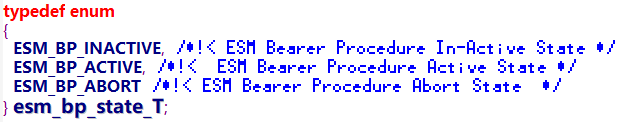 typedef enum
{
ESM_BP_INACTIVE, /*!< ESM Bearer Procedure In-Active State */
ESM_BP_ACTIVE, /*!<  ESM Bearer Procedure Active State */
ESM_BP_ABORT /*!< ESM Bearer Procedure Abort State  */
} esm_bp_state_T;